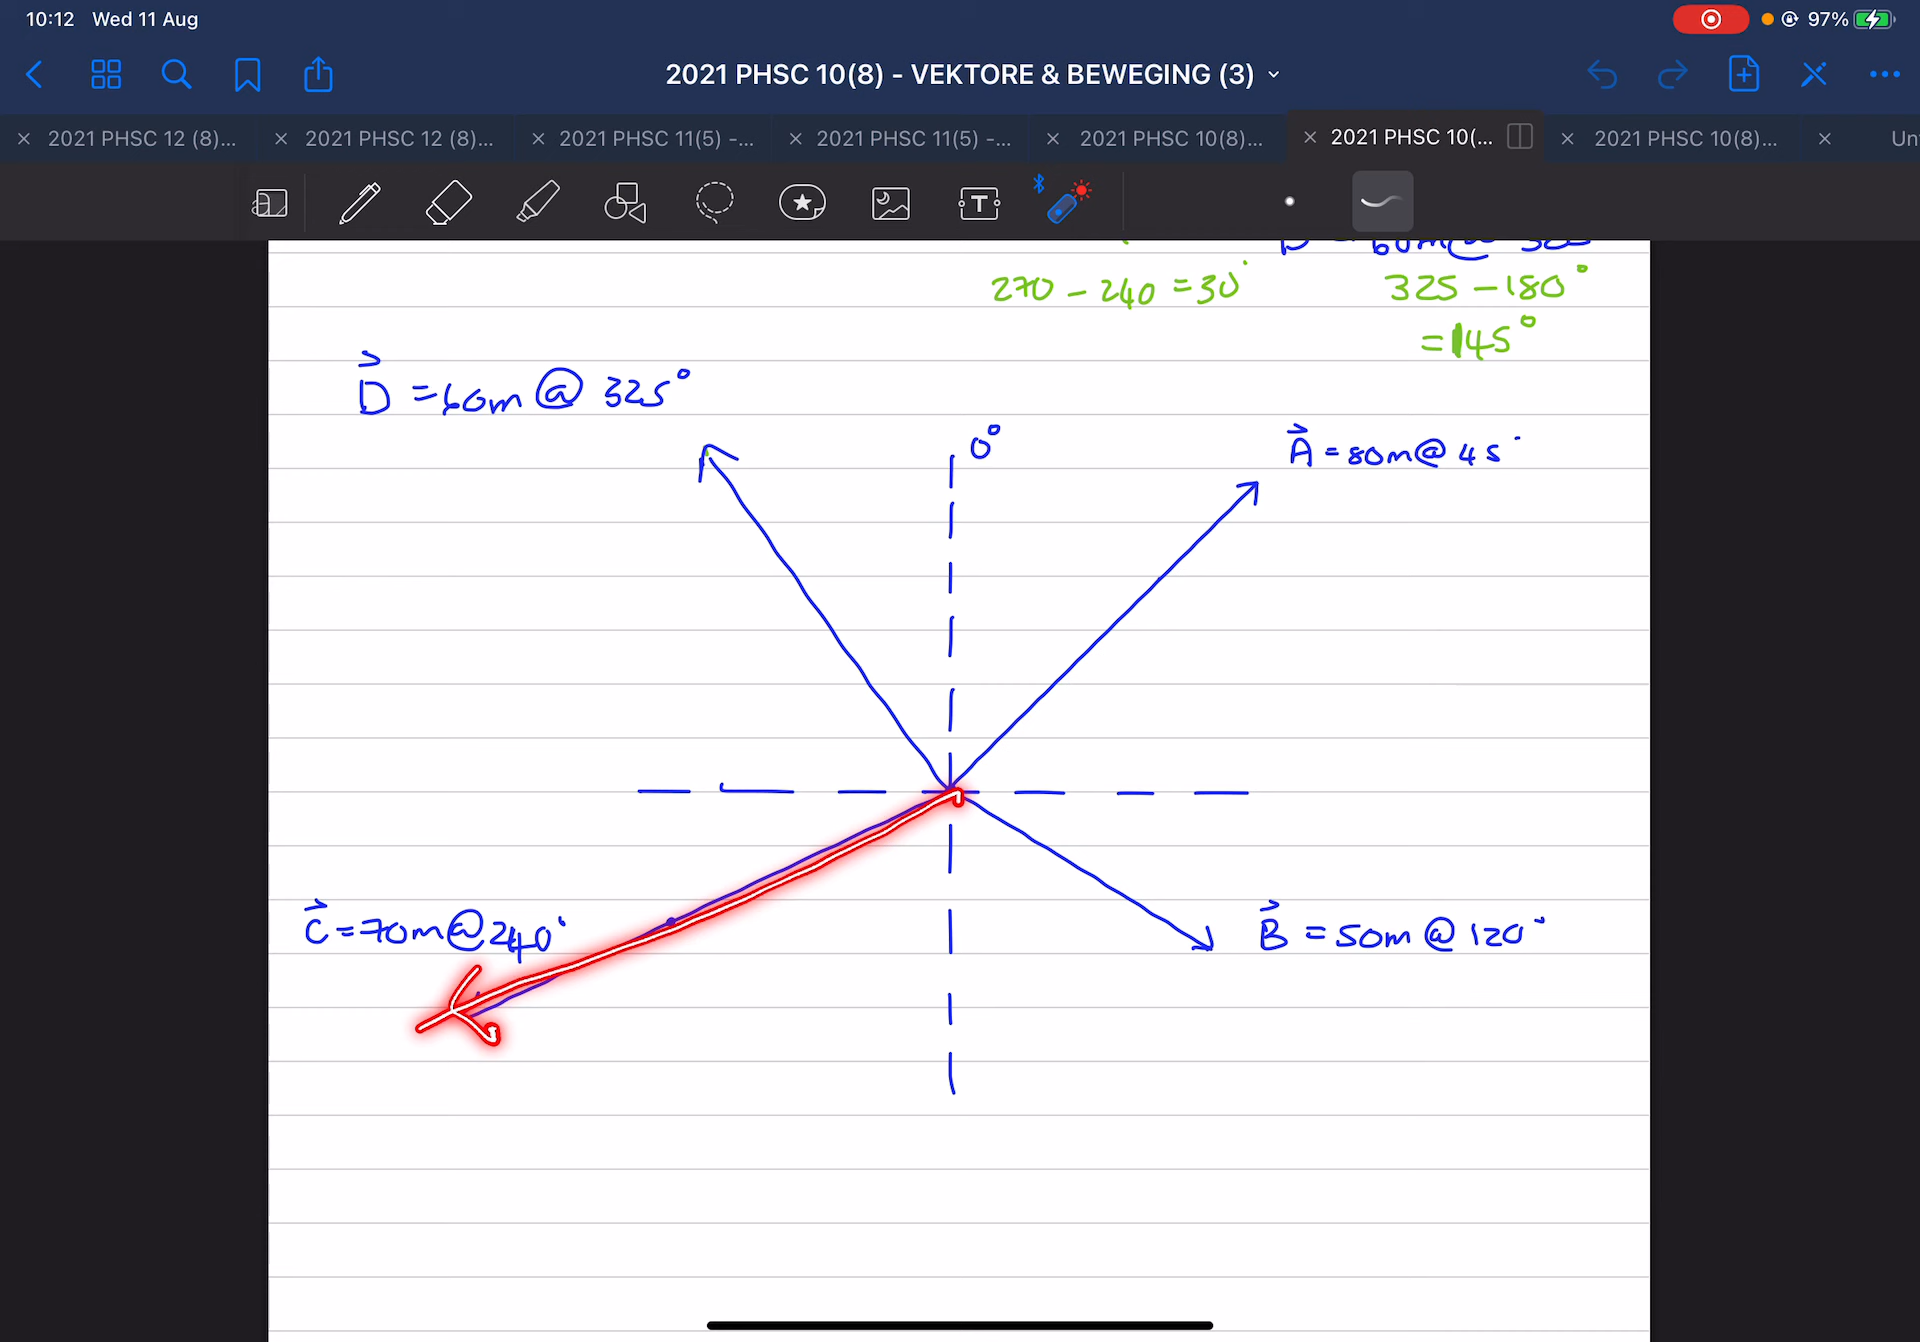 10:12 Wed 11 Aug
97%
2021 PHSC 10(8) - VEKTORE & BEWEGING (3)
2021 PHSC 12 (8)...
2021 PHSC 12 (8)...
2021 PHSC 11(5) -...
2021 PHSC 11(5) -...
2021 PHSC 10(8)...
2021 PHSC 10(...
2021 PHSC 10(8)...
T
270 - 240 = 30°
325 - 180°
= 145°
D = 60m @ 325°
0°
A = 80m @ 45°
C = 70m @ 240°
B = 50m @ 120°